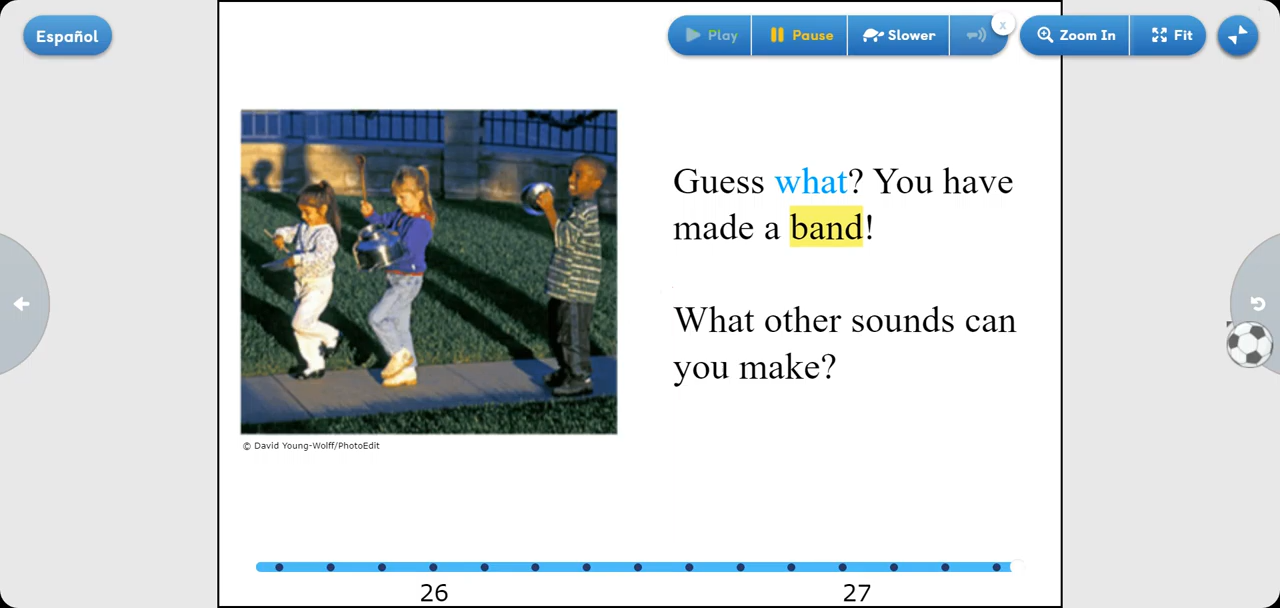 Español
Play Pause Slower x Zoom In Fit
Guess what? You have
made a band!
What other sounds can
you make?
© David Young-Wolff/PhotoEdit
26 27